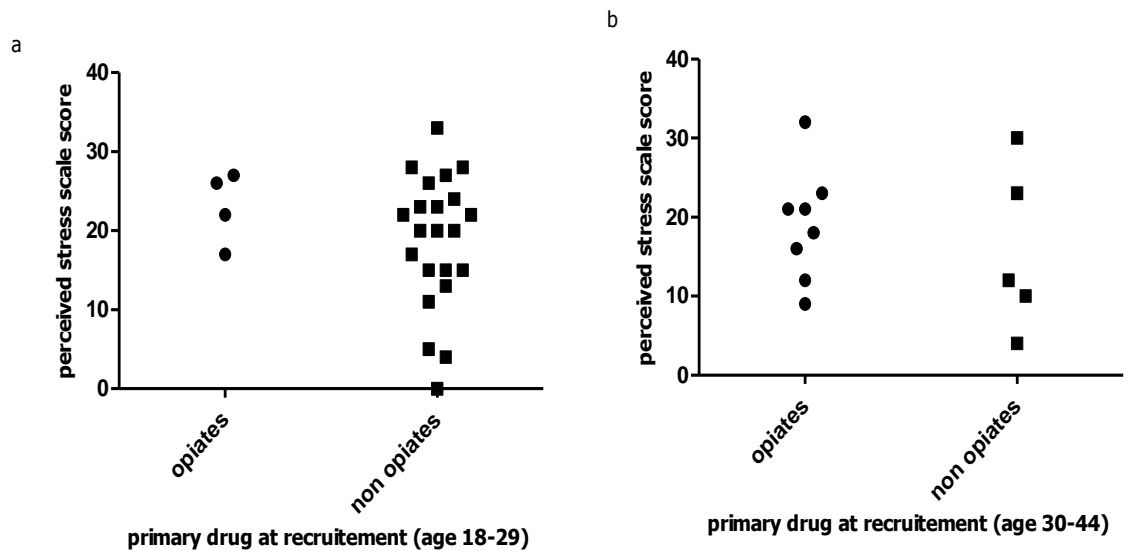 a
perceived stress scale score
40
30
20
10
0
opiates
non opiates
primary drug at recruitement (age 18-29)
b
perceived stress scale score
40
30
20
10
0
opiates
non opiates
primary drug at recruitement (age 30-44)